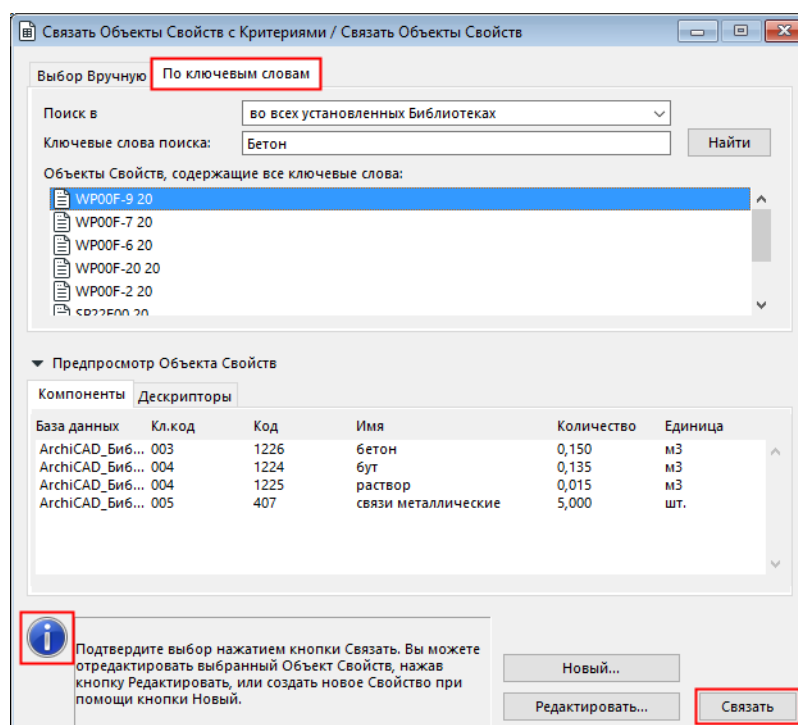 Связать Объекты Свойств с Критериями / Связать Объекты Свойств
Выбор Вручную По ключевым словам
Поиск в во всех установленных Библиотеках
Ключевые слова поиска: Бетон Найти
Объекты Свойств, содержащие все ключевые слова:
WP00F-9 20
WP00F-7 20
WP00F-6 20
WP00F-20 20
WP00F-2 20
SP22F00 20
Предпросмотр Объекта Свойств
Компоненты Дескрипторы
База данных Кл.код Код Имя Количество Единица
ArchiCAD_Биб... 003 1226 бетон 0,150 м3
ArchiCAD_Биб... 004 1224 бут 0,135 м3
ArchiCAD_Биб... 004 1225 раствор 0,015 м3
ArchiCAD_Биб... 005 407 связи металлические 5,000 шт.
Подтвердите выбор нажатием кнопки Связать. Вы можете
отредактировать выбранный Объект Свойств, нажав
кнопку Редактировать, или создать новое Свойство при
помощи кнопки Новый.
Новый...
Редактировать... Связать